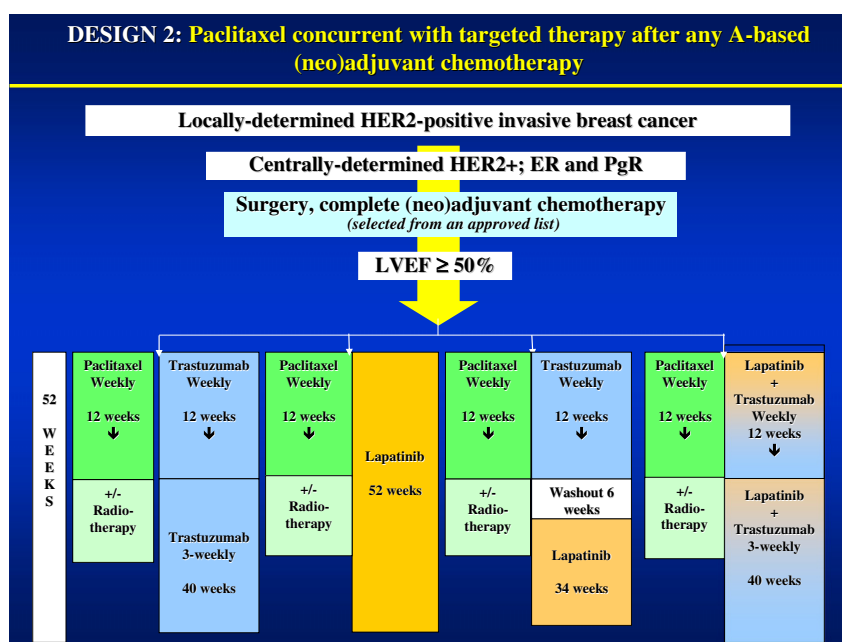 DESIGN 2: Paclitaxel concurrent with targeted therapy after any A-based
(neo)adjuvant chemotherapy
Locally-determined HER2-positive invasive breast cancer
Centrally-determined HER2+; ER and PgR
Surgery, complete (neo)adjuvant chemotherapy
(selected from an approved list)
LVEF ≥ 50%
52
W
E
E
K
S
Paclitaxel
Weekly
12 weeks
↓
+/-
Radio-
therapy
Trastuzumab
Weekly
12 weeks
↓
Trastuzumab
3-weekly
40 weeks
Paclitaxel
Weekly
12 weeks
↓
+/-
Radio-
therapy
Lapatinib
52 weeks
Paclitaxel
Weekly
12 weeks
↓
+/-
Radio-
therapy
Trastuzumab
Weekly
12 weeks
↓
Washout 6
weeks
Lapatinib
34 weeks
Paclitaxel
Weekly
12 weeks
↓
+/-
Radio-
therapy
Lapatinib
+
Trastuzumab
Weekly
12 weeks
↓
Lapatinib
+
Trastuzumab
3-weekly
40 weeks